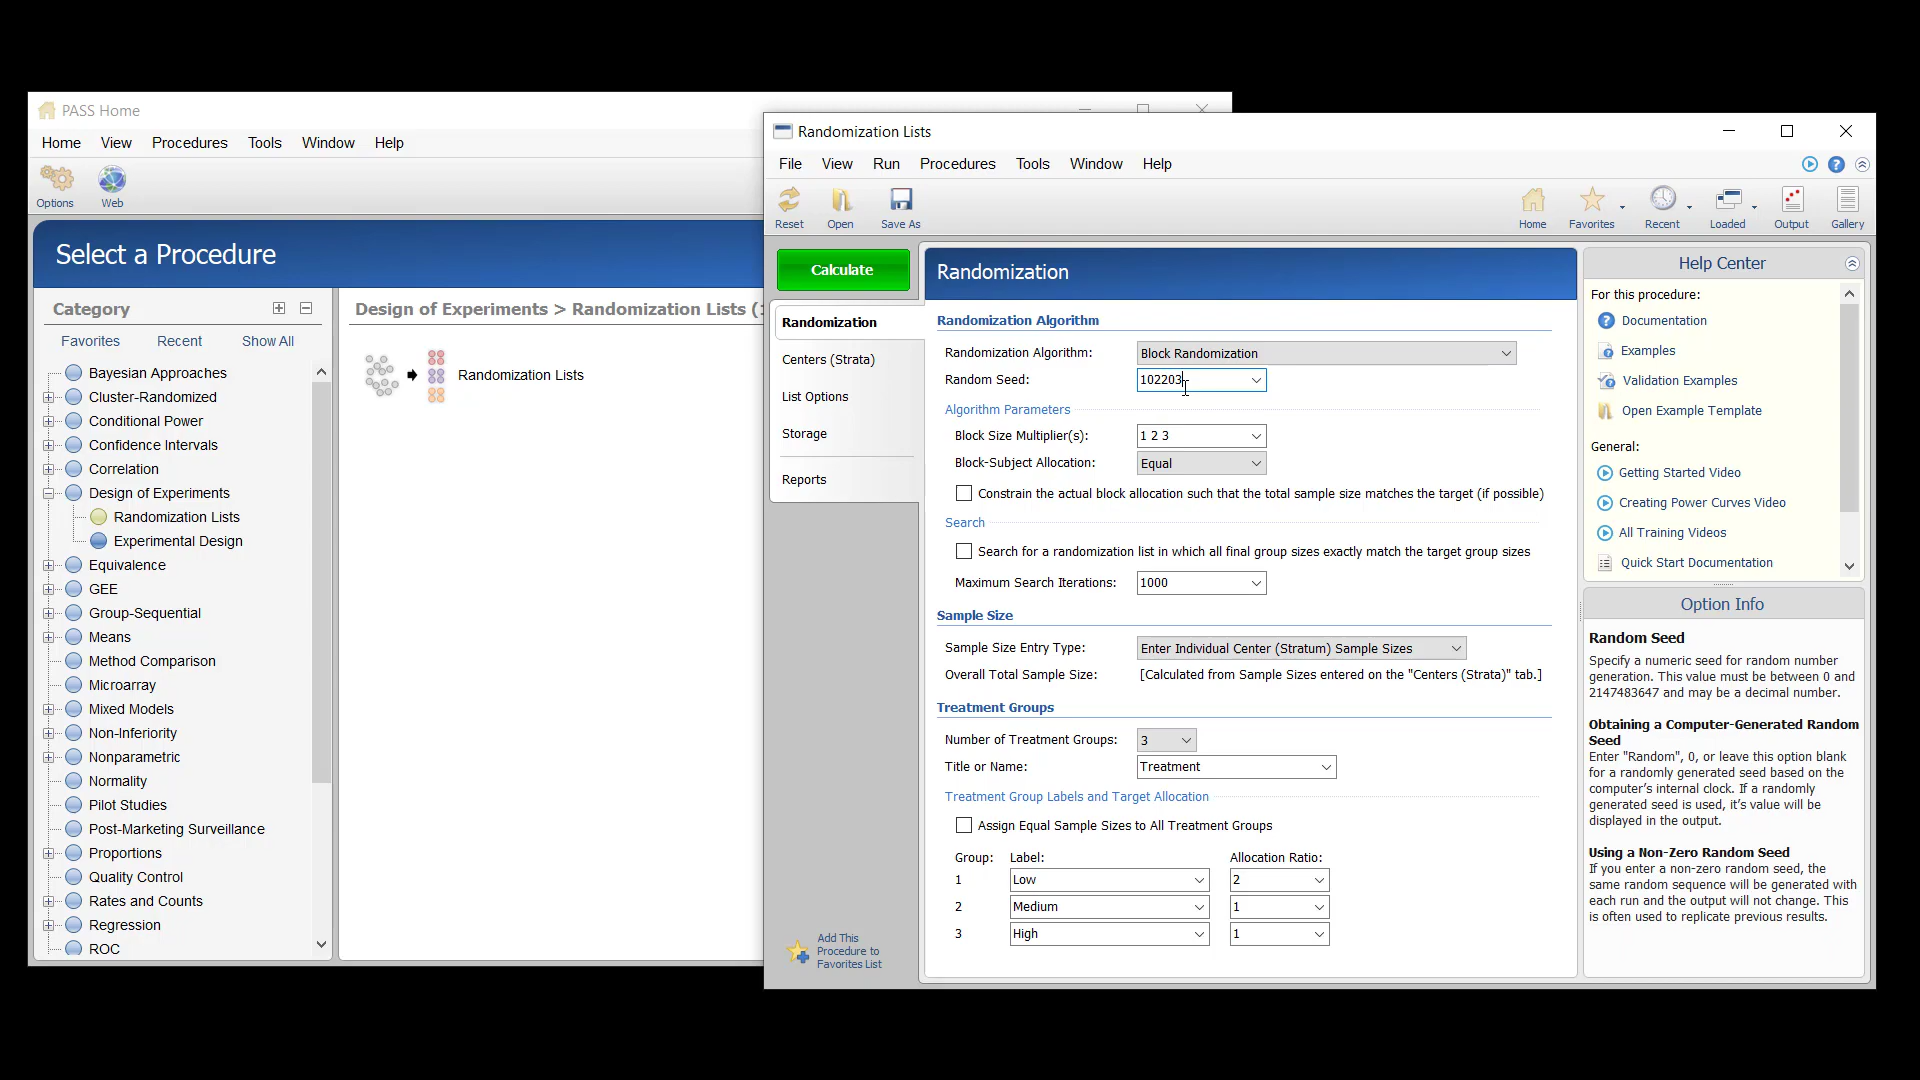 PASS Home
Home View Procedures Tools Window Help
Options Web
Select a Procedure
Category
Favorites Recent Show All
Bayesian Approaches
Cluster-Randomized
Conditional Power
Confidence Intervals
Correlation
Design of Experiments
Randomization Lists
Experimental Design
Equivalence
GEE
Group-Sequential
Means
Method Comparison
Microarray
Mixed Models
Non-Inferiority
Nonparametric
Normality
Pilot Studies
Post-Marketing Surveillance
Proportions
Quality Control
Rates and Counts
Regression
ROC
Design of Experiments > Randomization Lists (
Randomization Lists
Randomization Lists
File View Run Procedures Tools Window Help
Reset Open Save As Home Favorites Recent Loaded Output Gallery
Calculate
Randomization
Centers (Strata)
List Options
Storage
Reports
Add This
Procedure to
Favorites List
Randomization
Randomization Algorithm
Randomization Algorithm: Block Randomization
Random Seed: 102203
Algorithm Parameters
Block Size Multiplier(s): 1 2 3
Block-Subject Allocation: Equal
Constrain the actual block allocation such that the total sample size matches the target (if possible)
Search
Search for a randomization list in which all final group sizes exactly match the target group sizes
Maximum Search Iterations: 1000
Sample Size
Sample Size Entry Type: Enter Individual Center (Stratum) Sample Sizes
Overall Total Sample Size: [Calculated from Sample Sizes entered on the "Centers (Strata)" tab.]
Treatment Groups
Number of Treatment Groups: 3
Title or Name: Treatment
Treatment Group Labels and Target Allocation
Assign Equal Sample Sizes to All Treatment Groups
Group: Label: Allocation Ratio:
1 Low 2
2 Medium 1
3 High 1
Help Center
For this procedure:
Documentation
Examples
Validation Examples
Open Example Template
General:
Getting Started Video
Creating Power Curves Video
All Training Videos
Quick Start Documentation
Option Info
Random Seed
Specify a numeric seed for random number
generation. This value must be between 0 and
2147483647 and may be a decimal number.
Obtaining a Computer-Generated Random
Seed
Enter "Random", 0, or leave this option blank
for a randomly generated seed based on the
computer's internal clock. If a randomly
generated seed is used, it's value will be
displayed in the output.
Using a Non-Zero Random Seed
If you enter a non-zero random seed, the
same random sequence will be generated with
each run and the output will not change. This
is often used to replicate previous results.